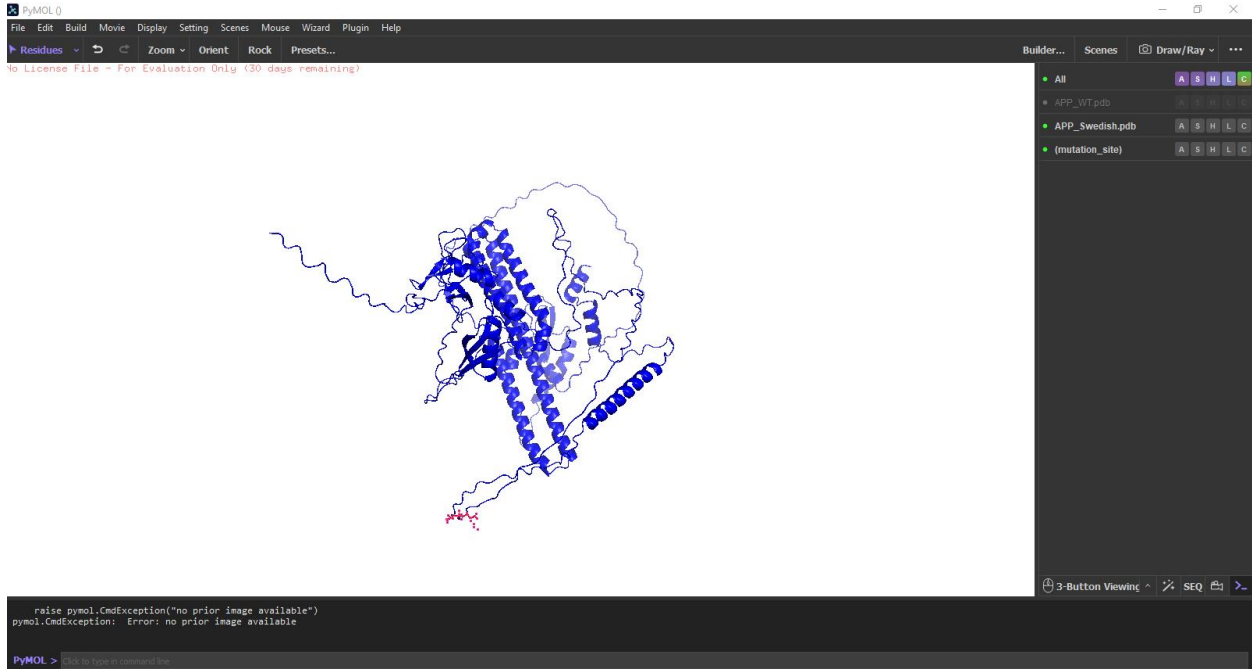 PyMOL ()
File Edit Build Movie Display Setting Scenes Mouse Wizard Plugin Help
Residues Zoom Orient Rock Presets... Builder... Scenes Draw/Ray
No License File - For Evaluation Only (30 days remaining)
All A S H L C
APP_WT.pdb A S H L C
APP_Swedish.pdb A S H L C
(mutation_site) A S H L C
3-Button Viewing SEQ
raise pymol.CmdException("no prior image available")
pymol.CmdException: Error: no prior image available
PyMOL > Click to type in command line